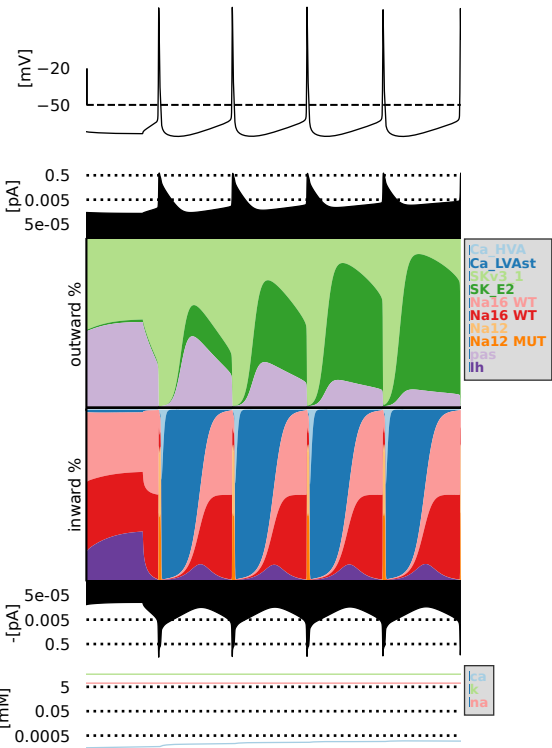 [mV]
−20
−50
[pA]
0.5
0.005
5e-05
outward %
Ca_HVA
Ca_LVAst
SKv3_1
SK_E2
Na16 WT
Na16 WT
Na12
Na12 MUT
pas
Ih
inward %
-[pA]
5e-05
0.005
0.5
[mM]
5
0.05
0.0005
ca
k
na